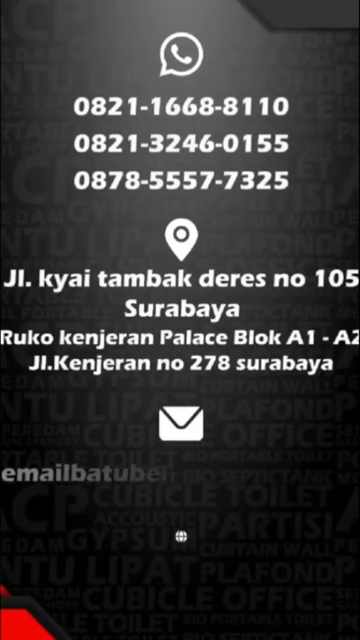 0821-1668-8110
0821-3246-0155
0878-5557-7325
Jl. kyai tambak deres no 105
Surabaya
Ruko kenjeran Palace Blok A1 - A2
Jl.Kenjeran no 278 surabaya
emailbatube